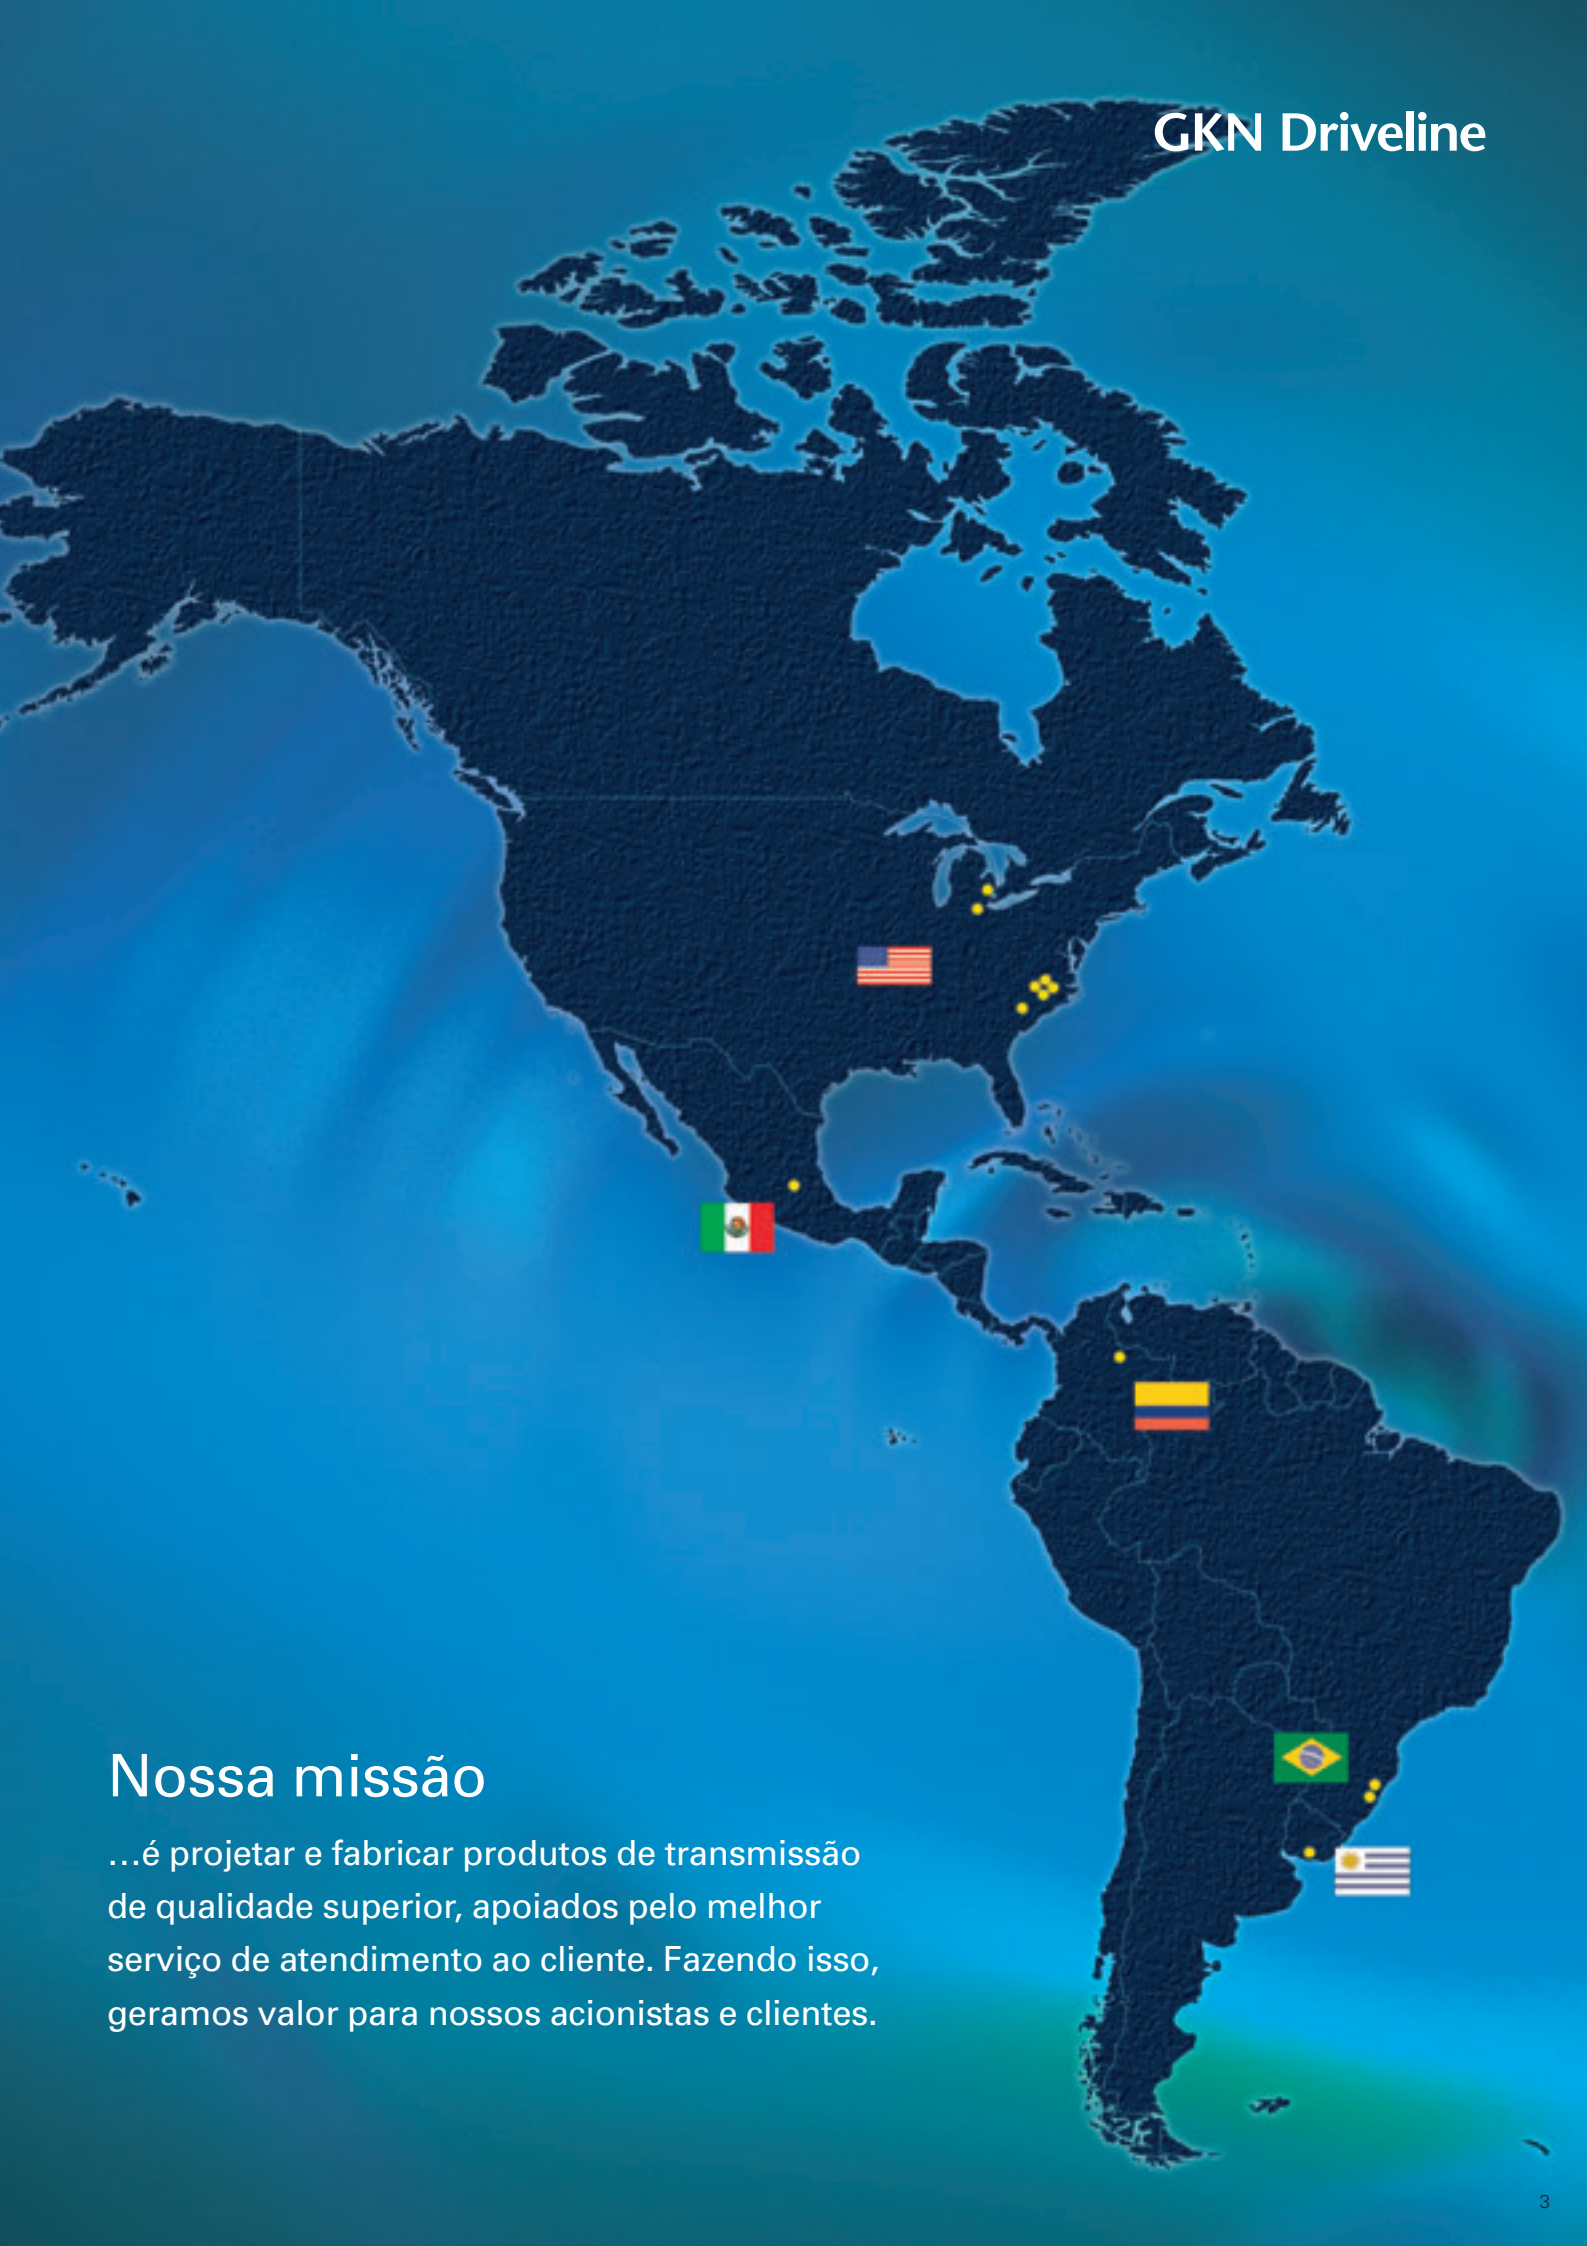 GKN Driveline
Nossa missão
...é projetar e fabricar produtos de transmissão
de qualidade superior, apoiados pelo melhor
serviço de atendimento ao cliente. Fazendo isso,
geramos valor para nossos acionistas e clientes.
3